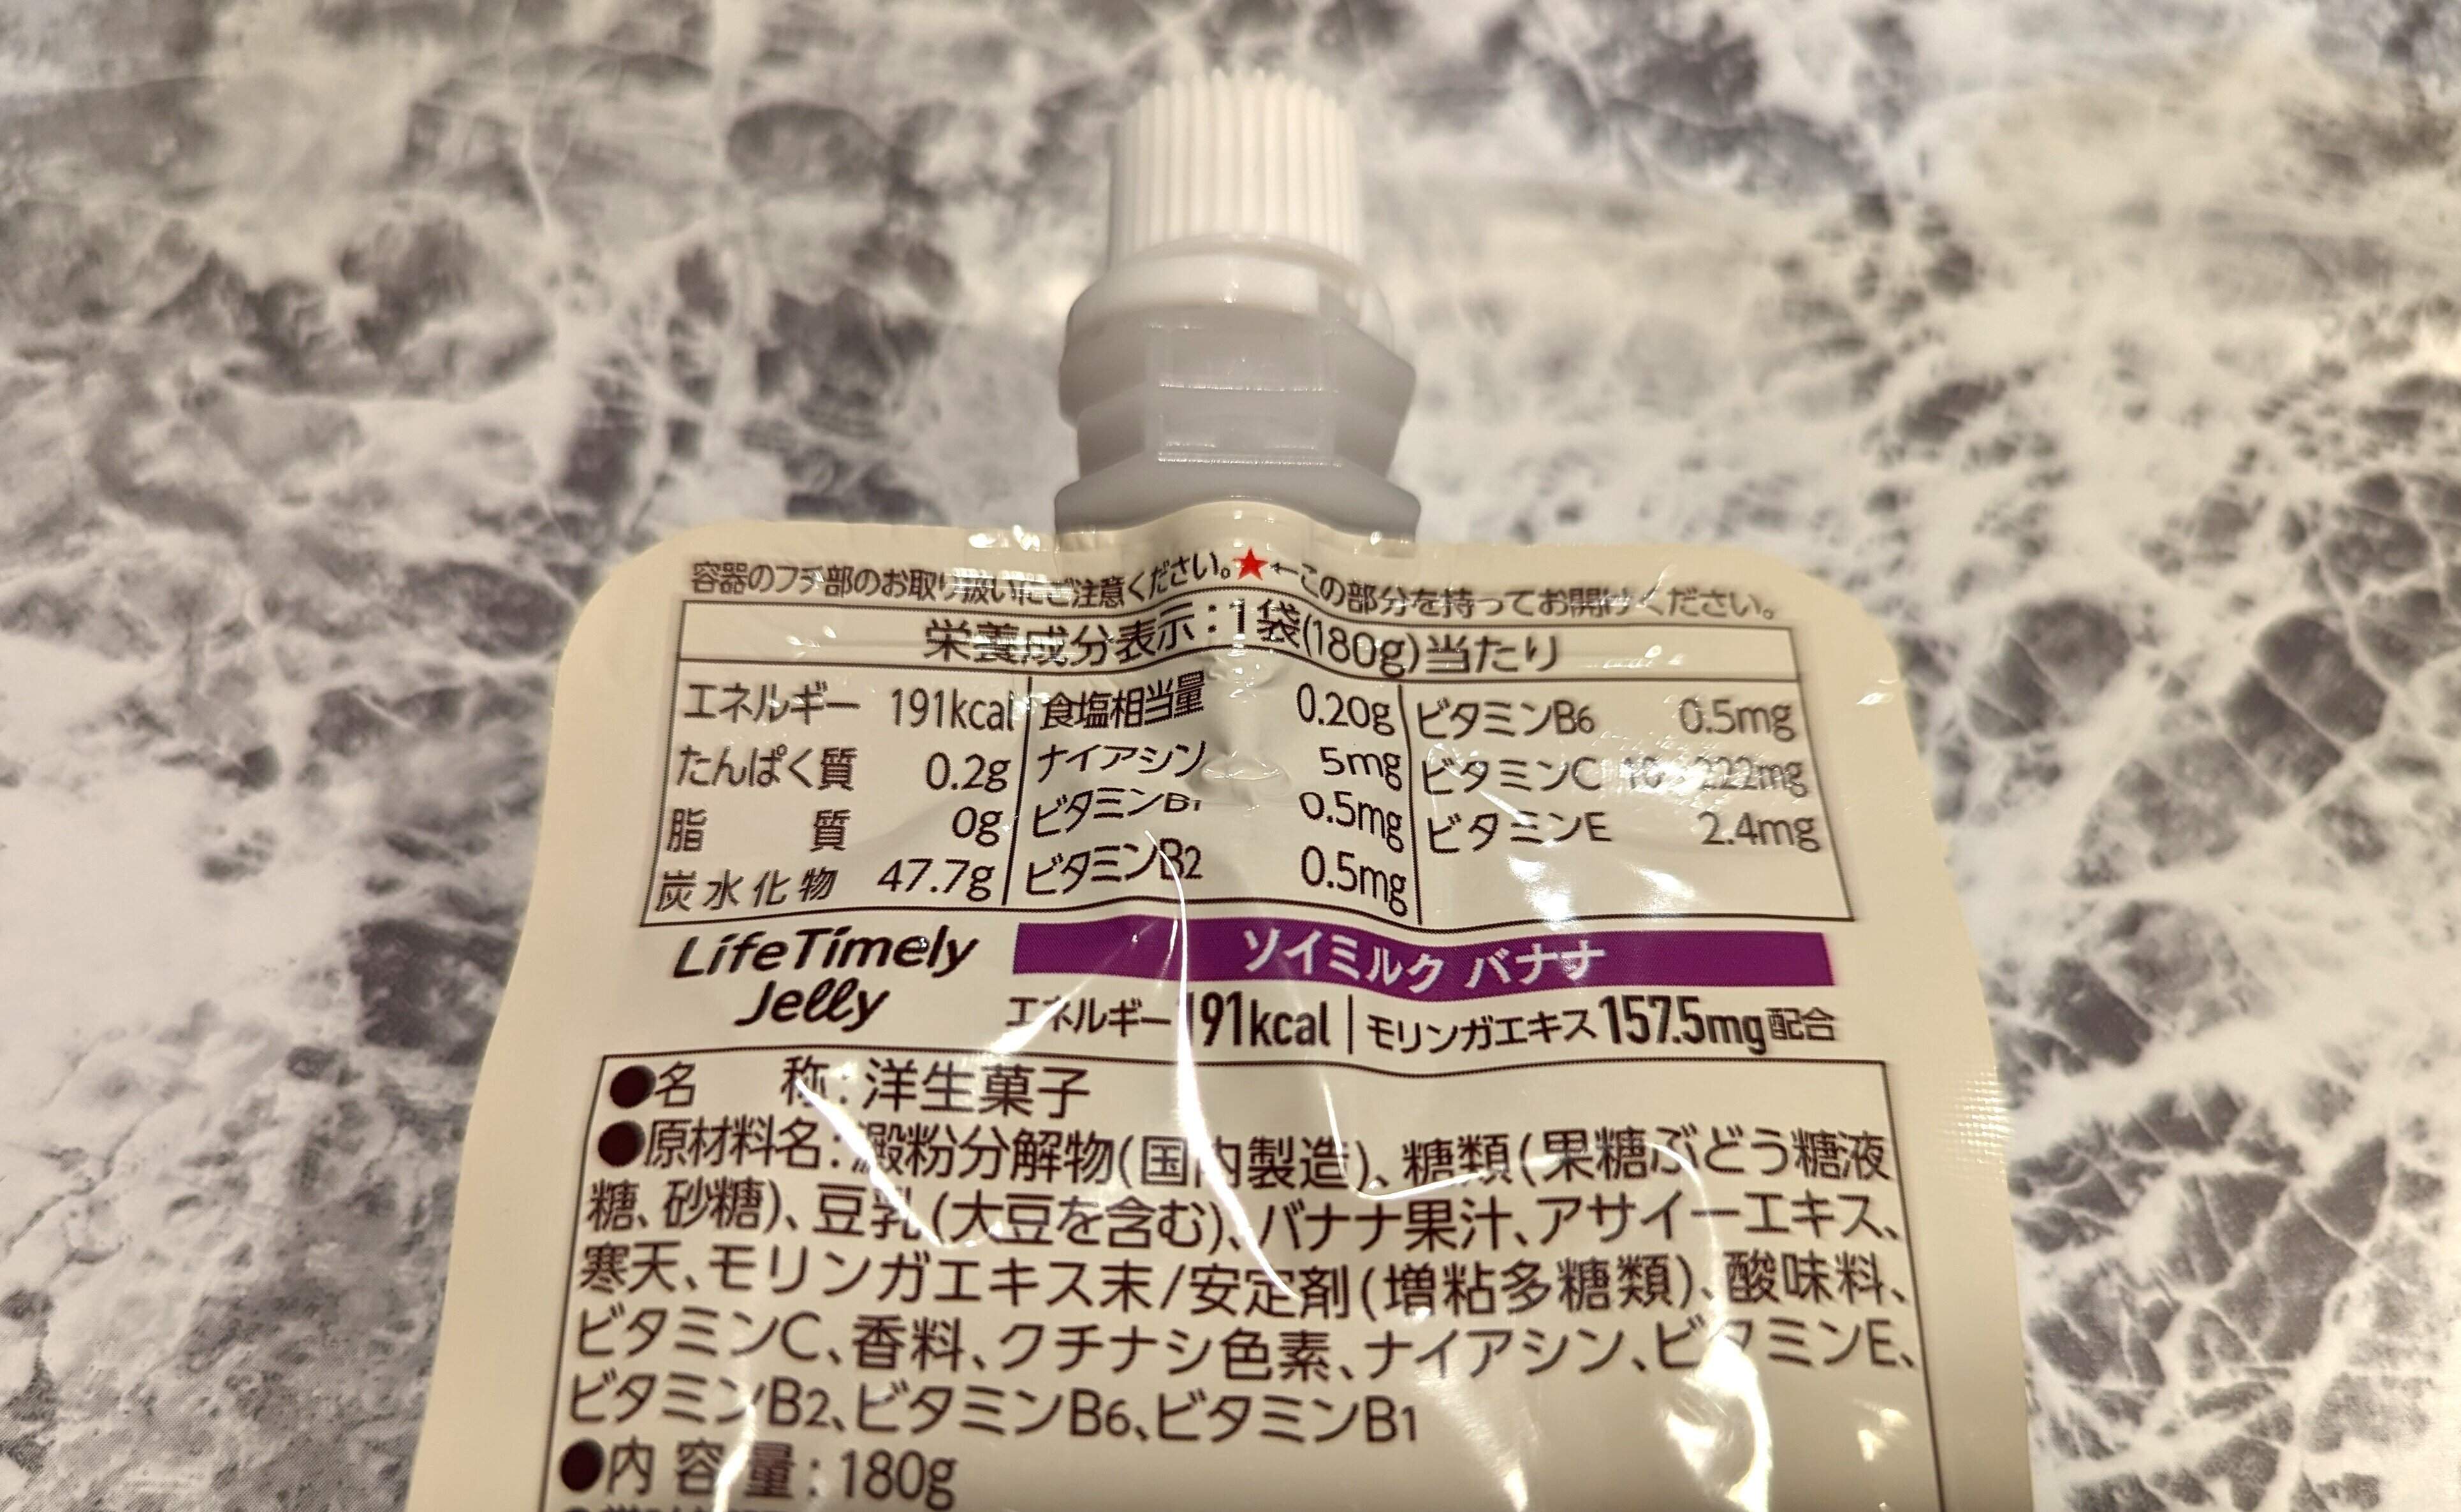 容器のフチ部のお取り扱いにご注意ください。★←この部分を持ってお開けください。
栄養成分表示:1袋(180g)当たり
エネルギー 191kcal 食塩相当量 0.20g ビタミンB6 0.5mg
たんぱく質 0.2g ナイアシン 5mg ビタミンC 222mg
脂質 0g ビタミンB1 0.5mg ビタミンE 2.4mg
炭水化物 47.7g ビタミンB2 0.5mg
LifeTimely
Jelly
ソイミルク バナナ
エネルギー191kcal|モリンガエキス157.5mg配合
●名 称:洋生菓子
●原材料名:澱粉分解物(国内製造)、糖類(果糖ぶどう糖液
糖、砂糖)、豆乳(大豆を含む)、バナナ果汁、アサイーエキス、
寒天、モリンガエキス末/安定剤(増粘多糖類)、酸味料、
ビタミンC、香料、クチナシ色素、ナイアシン、ビタミンE、
ビタミンB2、ビタミンB6、ビタミンB1
●内容量:180g